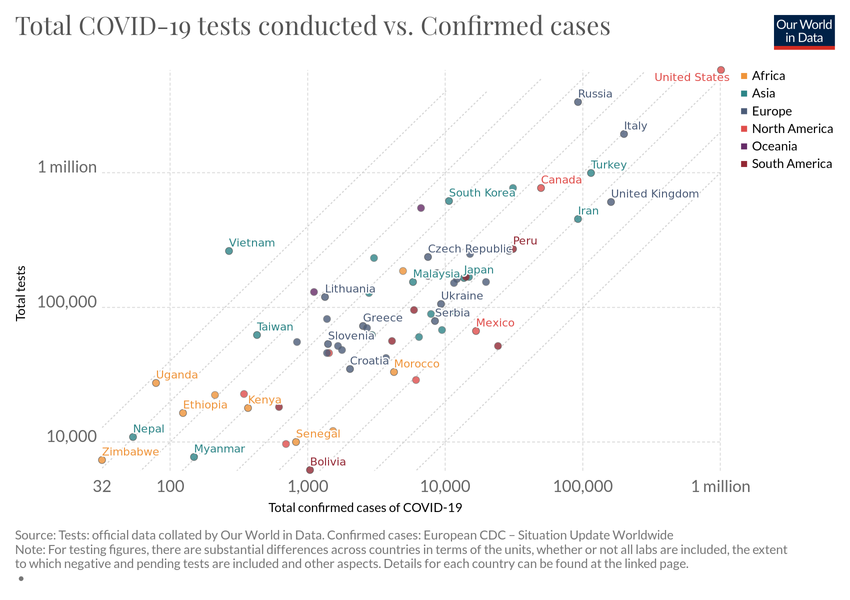 Total COVID-19 tests conducted vs. Confirmed cases
Our World
in Data
United States
Africa
Asia
Europe
North America
Oceania
South America
Russia
Italy
1 million
Turkey
Canada
South Korea
United Kingdom
Iran
Vietnam
Peru
Czech Republic
Malaysia
Japan
Lithuania
Ukraine
100,000
Serbia
Greece
Mexico
Taiwan
Slovenia
Croatia
Morocco
Uganda
Kenya
Ethiopia
Nepal
Senegal
10,000
Myanmar
Zimbabwe
Bolivia
Total tests
32
100
1,000
10,000
100,000
1 million
Total confirmed cases of COVID-19
Source: Tests: official data collated by Our World in Data. Confirmed cases: European CDC – Situation Update Worldwide
Note: For testing figures, there are substantial differences across countries in terms of the units, whether or not all labs are included, the extent
to which negative and pending tests are included and other aspects. Details for each country can be found at the linked page.
•